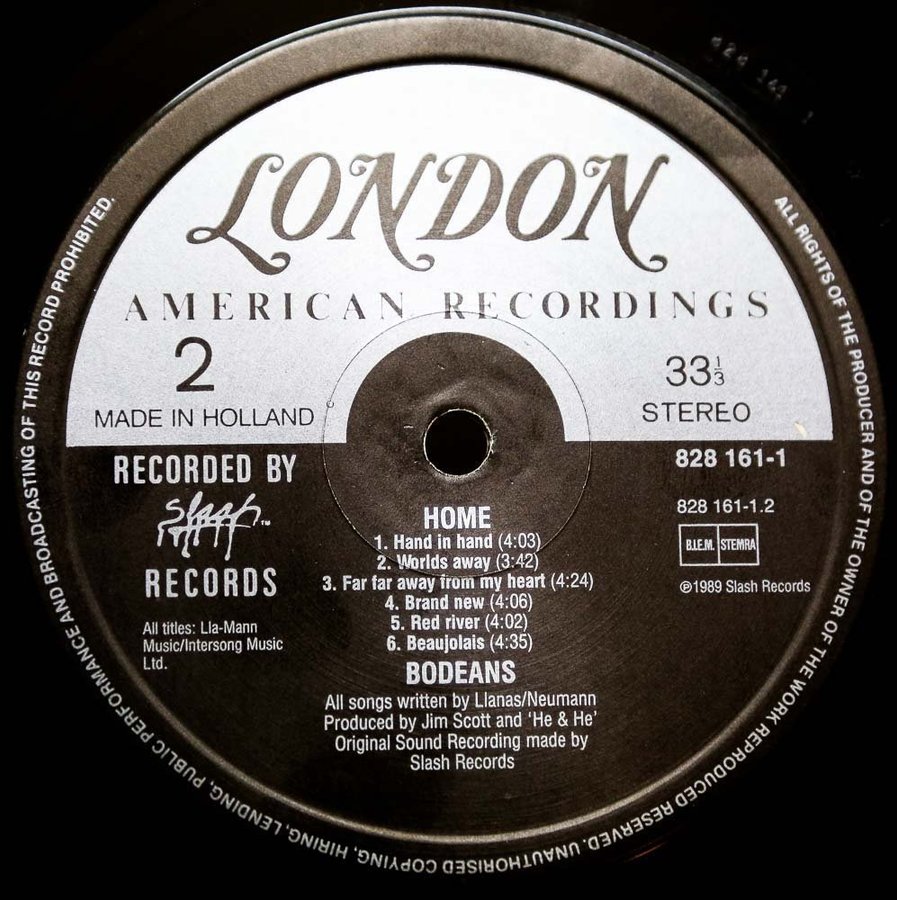 LONDON
AMERICAN RECORDINGS
2
MADE IN HOLLAND
33⅓
STEREO
RECORDED BY
Slash™
RECORDS
All titles: Lla-Mann
Music/Intersong Music
Ltd.
828 161-1
828 161-1.2
B.I.E.M. STEMRA
℗1989 Slash Records
HOME
1. Hand in hand (4:03)
2. Worlds away (3:42)
3. Far far away from my heart (4:24)
4. Brand new (4:06)
5. Red river (4:02)
6. Beaujolais (4:35)
BODEANS
All songs written by Llanas/Neumann
Produced by Jim Scott and ‘He & He’
Original Sound Recording made by
Slash Records
ALL RIGHTS OF THE PRODUCER AND OF THE OWNER OF THE WORK REPRODUCED RESERVED. UNAUTHORISED COPYING, HIRING, LENDING, PUBLIC PERFORMANCE AND BROADCASTING OF THIS RECORD PROHIBITED.